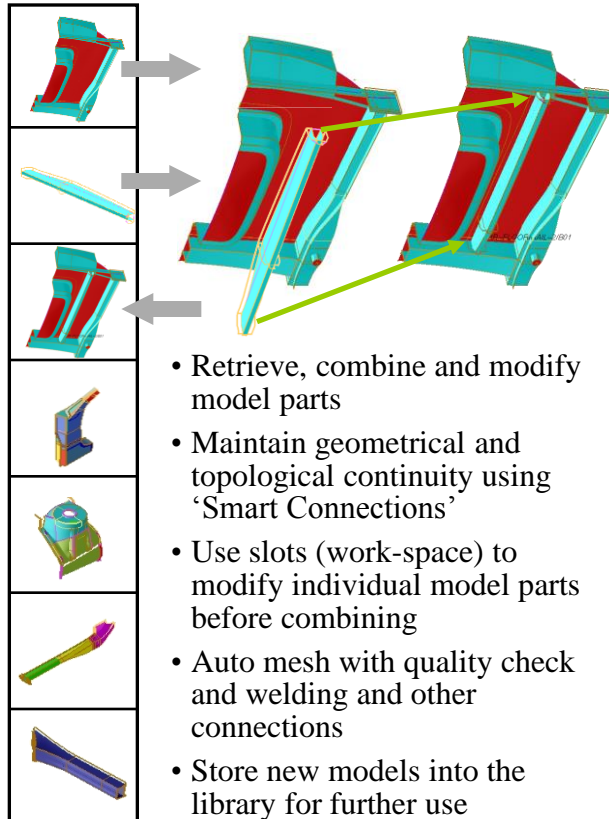 • Retrieve, combine and modify
model parts
• Maintain geometrical and
topological continuity using
‘Smart Connections’
• Use slots (work-space) to
modify individual model parts
before combining
• Auto mesh with quality check
and welding and other
connections
• Store new models into the
library for further use